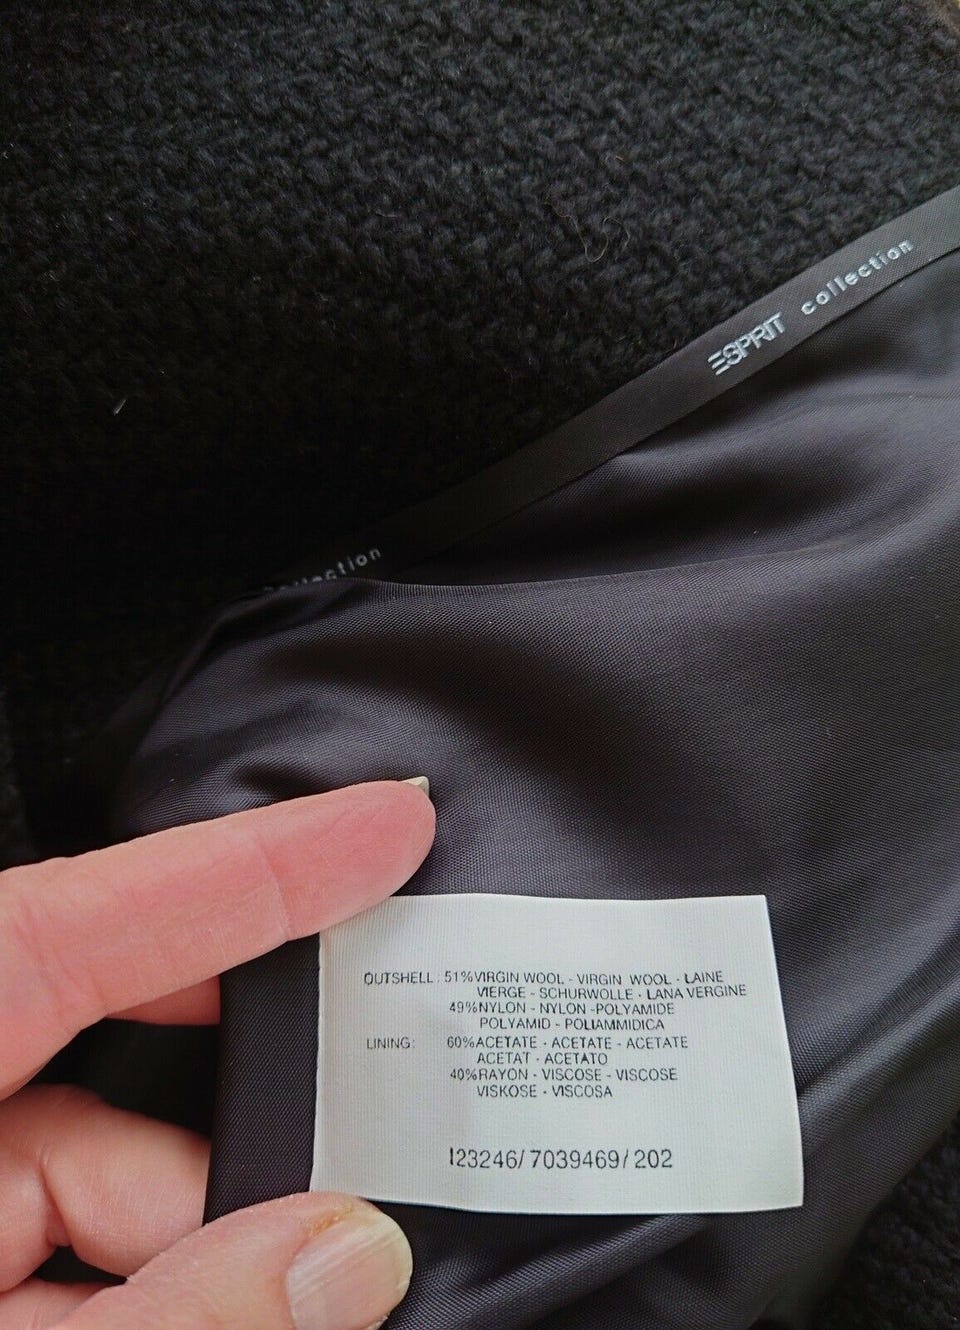 ESPRIT collection
collection
OUTSHELL: 51%VIRGIN WOOL - VIRGIN WOOL - LAINE
VIERGE - SCHURWOLLE - LANA VERGINE
49%NYLON - NYLON -POLYAMIDE
POLYAMID - POLIAMMIDICA
LINING: 60%ACETATE - ACETATE - ACETATE
ACETAT - ACETATO
40%RAYON - VISCOSE - VISCOSE
VISKOSE - VISCOSA
123246/7039469/202